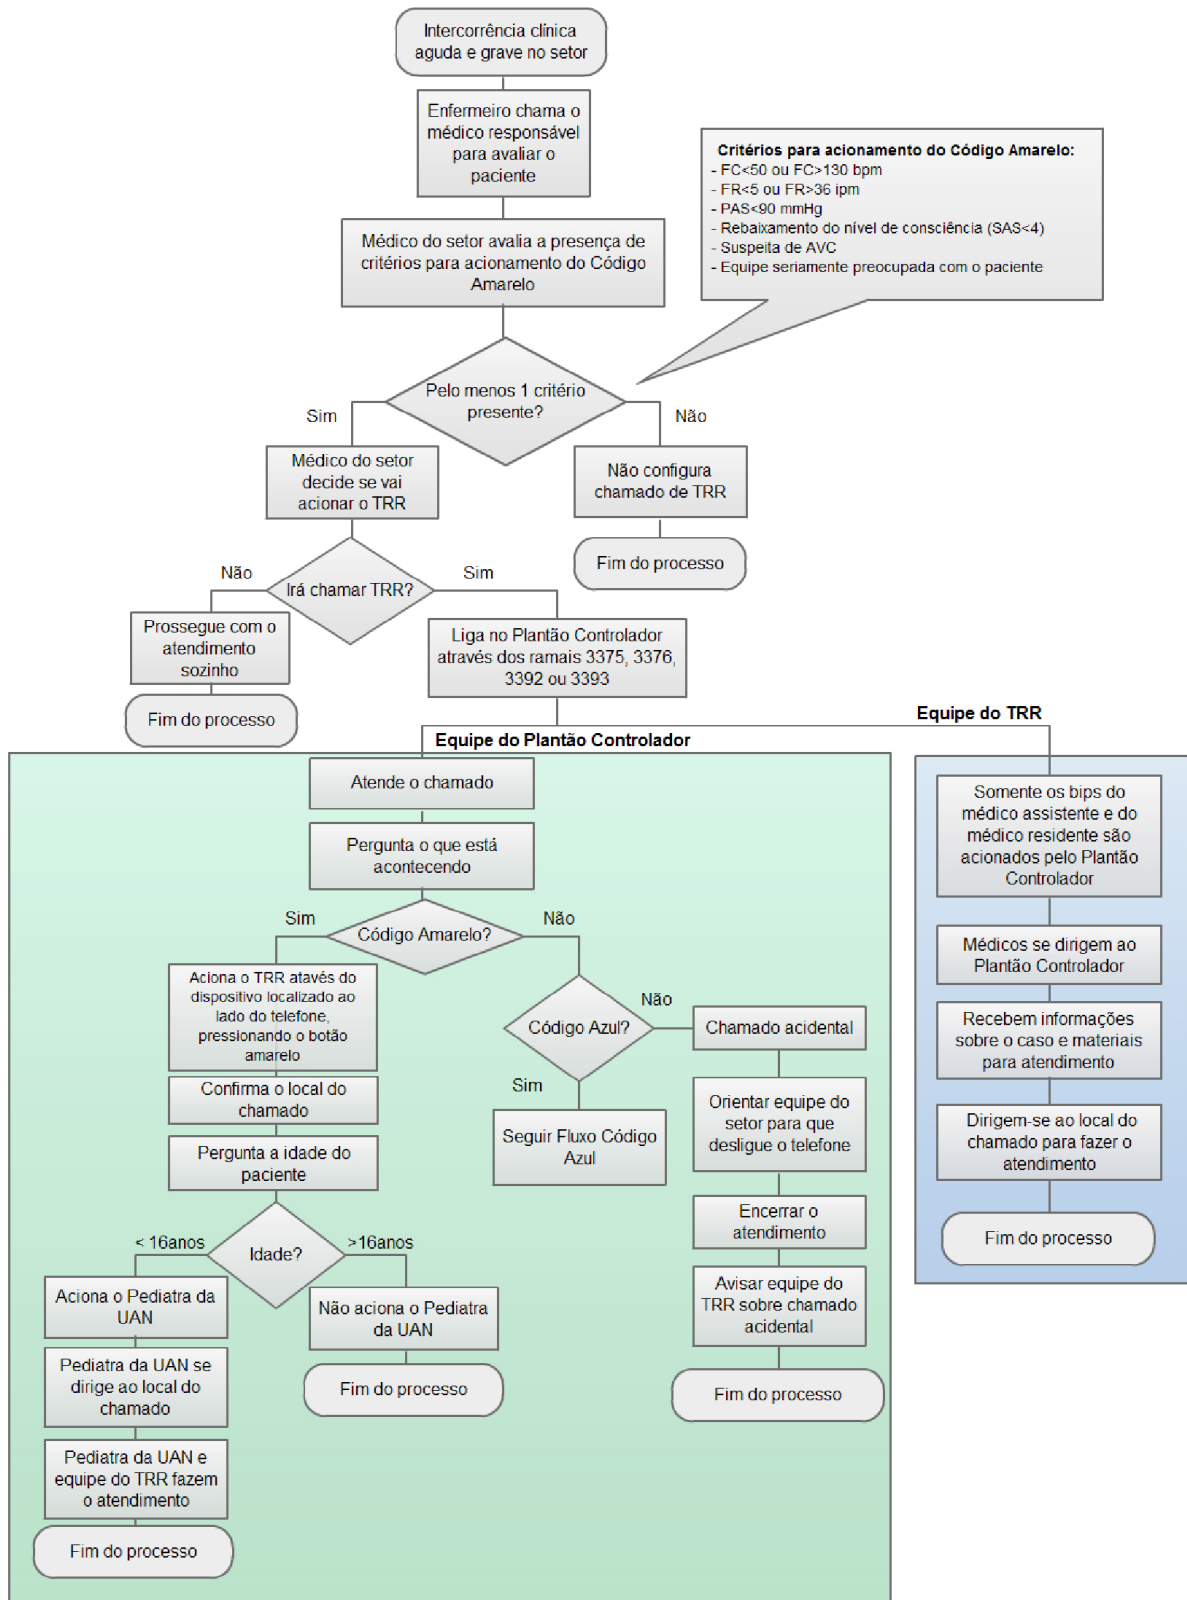 Intercorrência clínica
aguda e grave no setor
Enfermeiro chama o
médico responsável
para avaliar o
paciente
Critérios para acionamento do Código Amarelo:
- FC<50 ou FC>130 bpm
- FR<5 ou FR>36 ipm
- PAS<90 mmHg
- Rebaixamento do nível de consciência (SAS<4)
- Suspeita de AVC
- Equipe seriamente preocupada com o paciente
Médico do setor avalia a presença de
critérios para acionamento do Código
Amarelo
Pelo menos 1 critério
presente?
Sim
Não
Médico do setor
decide se vai
acionar o TRR
Não configura
chamado de TRR
Fim do processo
Irá chamar TRR?
Não
Sim
Prossegue com o
atendimento
sozinho
Fim do processo
Liga no Plantão Controlador
através dos ramais 3375, 3376,
3392 ou 3393
Equipe do Plantão Controlador
Equipe do TRR
Atende o chamado
Pergunta o que está
acontecendo
Código Amarelo?
Sim
Não
Aciona o TRR atavés do
dispositivo localizado ao
lado do telefone,
pressionando o botão
amarelo
Confirma o local do
chamado
Pergunta a idade do
paciente
Idade?
< 16anos
>16anos
Aciona o Pediatra da
UAN
Pediatra da UAN se
dirige ao local do
chamado
Pediatra da UAN e
equipe do TRR fazem
o atendimento
Fim do processo
Não aciona o Pediatra
da UAN
Fim do processo
Código Azul?
Não
Sim
Seguir Fluxo Código
Azul
Chamado acidental
Orientar equipe do
setor para que
desligue o telefone
Encerrar o
atendimento
Avisar equipe do
TRR sobre chamado
acidental
Fim do processo
Somente os bips do
médico assistente e do
médico residente são
acionados pelo Plantão
Controlador
Médicos se dirigem ao
Plantão Controlador
Recebem informações
sobre o caso e materiais
para atendimento
Dirigem-se ao local do
chamado para fazer o
atendimento
Fim do processo